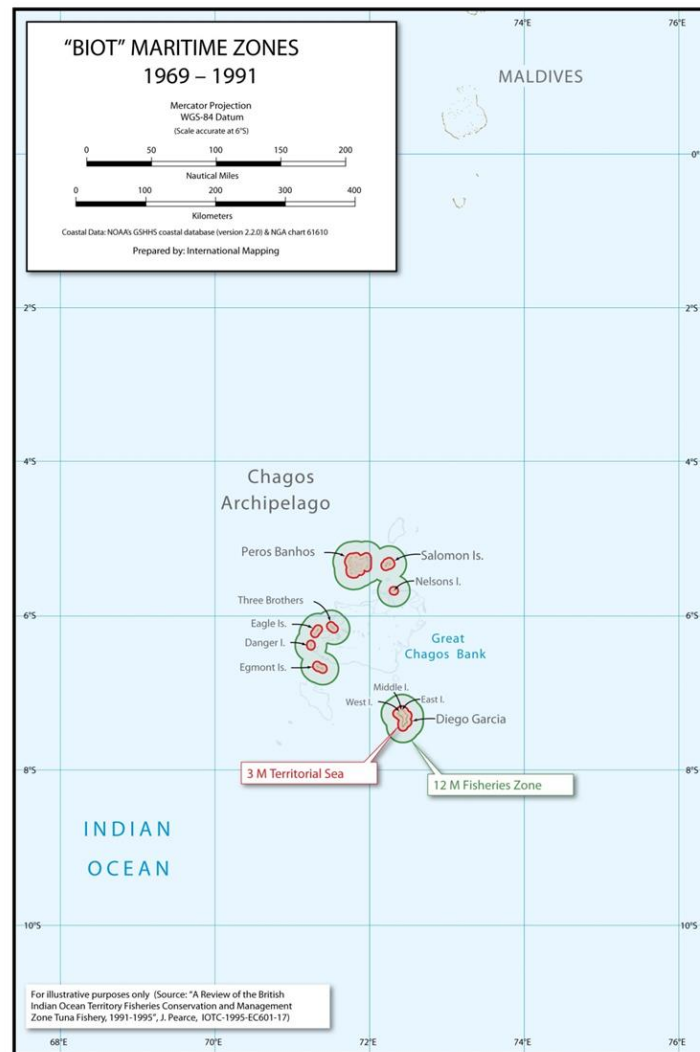 "BIOT" MARITIME ZONES
1969 – 1991
Mercator Projection
WGS-84 Datum
(Scale accurate at 6°S)
0 50 100 150 200
Nautical Miles
0 100 200 300 400
Kilometers
Coastal Data: NOAA's GSHHS coastal database (version 2.2.0) & NGA chart 61610
Prepared by: International Mapping
74°E 76°E
MALDIVES
0°
2°S 2°S
4°S 4°S
Chagos
Archipelago
Peros Banhos
Salomon Is.
Nelsons I.
Three Brothers
6°S 6°S
Eagle Is.
Danger I.
Egmont Is.
Great
Chagos Bank
Middle I.
West I. East I.
Diego Garcia
3 M Territorial Sea
12 M Fisheries Zone
8°S 8°S
INDIAN
OCEAN
10°S 10°S
For illustrative purposes only (Source: "A Review of the British
Indian Ocean Territory Fisheries Conservation and Management
Zone Tuna Fishery, 1991-1995", J. Pearce, IOTC-1995-EC601-17)
68°E 70°E 72°E 74°E 76°E